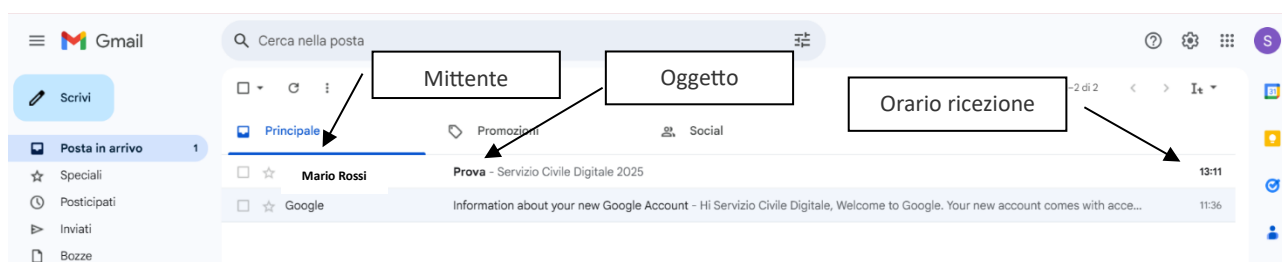 Gmail
Cerca nella posta
S
Mittente
Oggetto
Orario ricezione
Scrivi
–2 di 2
31
Principale
Promozioni
Social
Posta in arrivo 1
Mario Rossi Prova - Servizio Civile Digitale 2025 13:11
Speciali
Google Information about your new Google Account - Hi Servizio Civile Digitale, Welcome to Google. Your new account comes with acce... 11:36
Posticipati
Inviati
Bozze